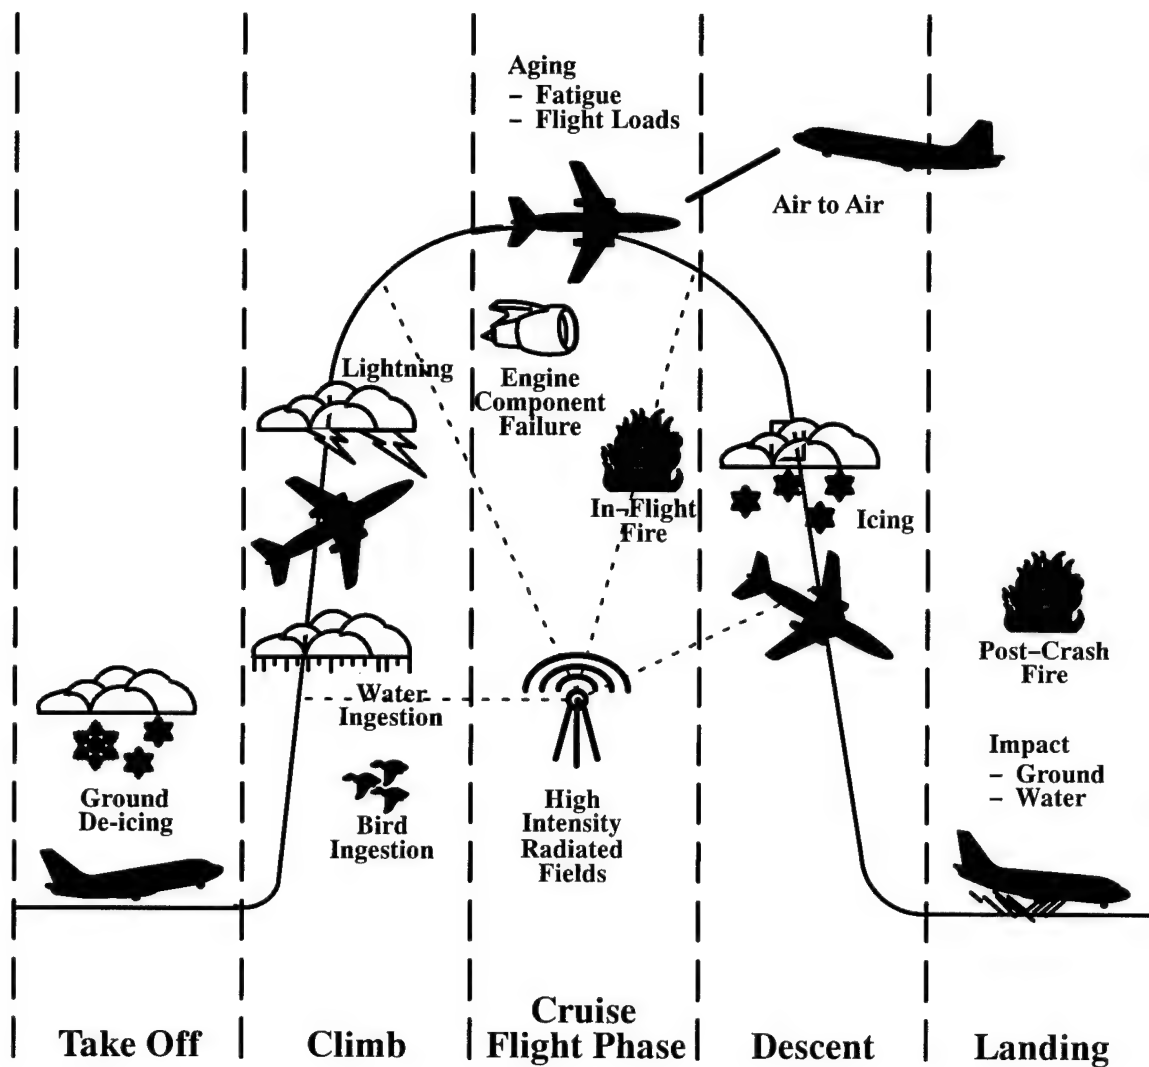 Aging
– Fatigue
– Flight Loads
Air to Air
Lightning
Engine
Component
Failure
In–Flight
Fire
Icing
Post–Crash
Fire
Water
Ingestion
Impact
– Ground
– Water
Ground
De-icing
Bird
Ingestion
High
Intensity
Radiated
Fields
Take Off
Climb
Cruise
Flight Phase
Descent
Landing